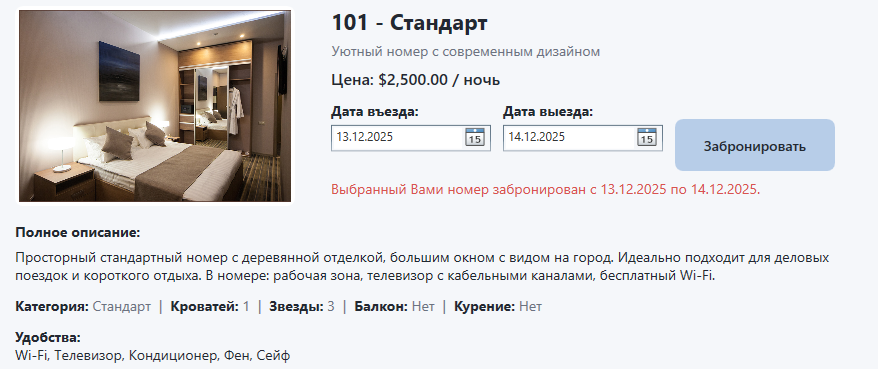 101 - Стандарт
Уютный номер с современным дизайном
Цена: $2,500.00 / ночь
Дата въезда: Дата выезда:
13.12.2025 15 14.12.2025 15 Забронировать
Выбранный Вами номер забронирован с 13.12.2025 по 14.12.2025.
Полное описание:
Просторный стандартный номер с деревянной отделкой, большим окном с видом на город. Идеально подходит для деловых
поездок и короткого отдыха. В номере: рабочая зона, телевизор с кабельными каналами, бесплатный Wi-Fi.
Категория: Стандарт | Кроватей: 1 | Звезды: 3 | Балкон: Нет | Курение: Нет
Удобства:
Wi-Fi, Телевизор, Кондиционер, Фен, Сейф